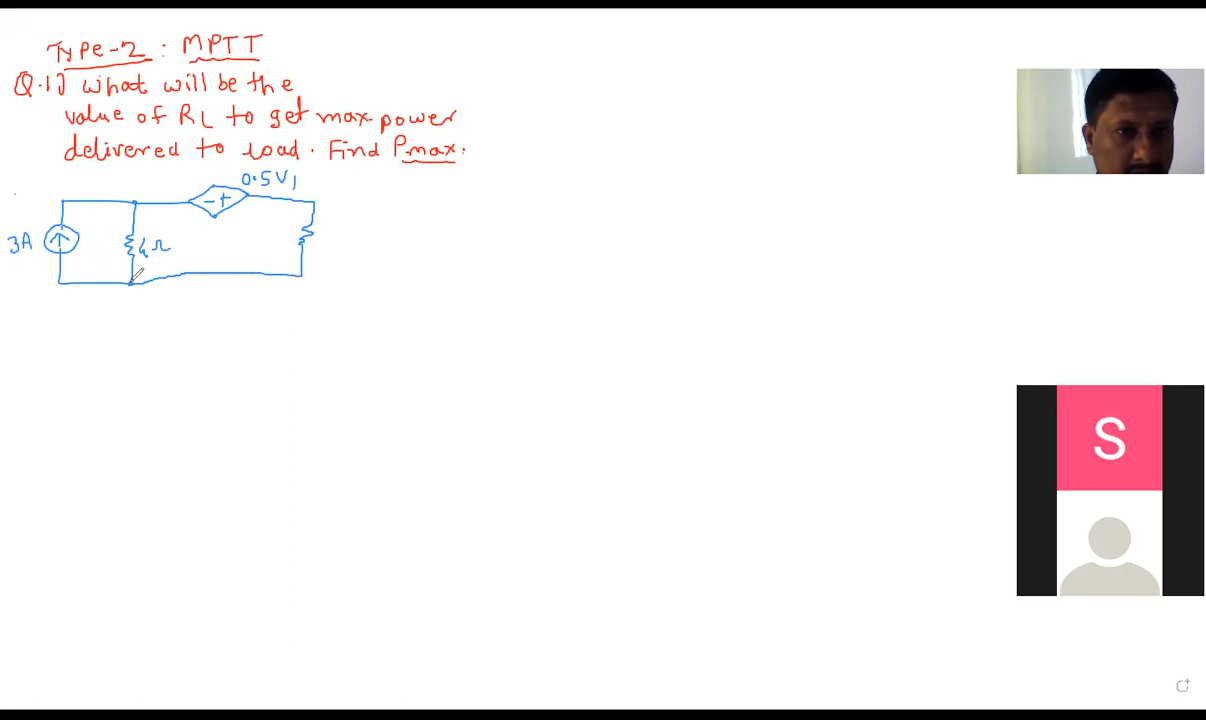 Type-2 : MPTT
Q.1] what will be the
value of RL to get max power
delivered to load. Find Pmax.
0.5V1
- +
3A
4Ω
S